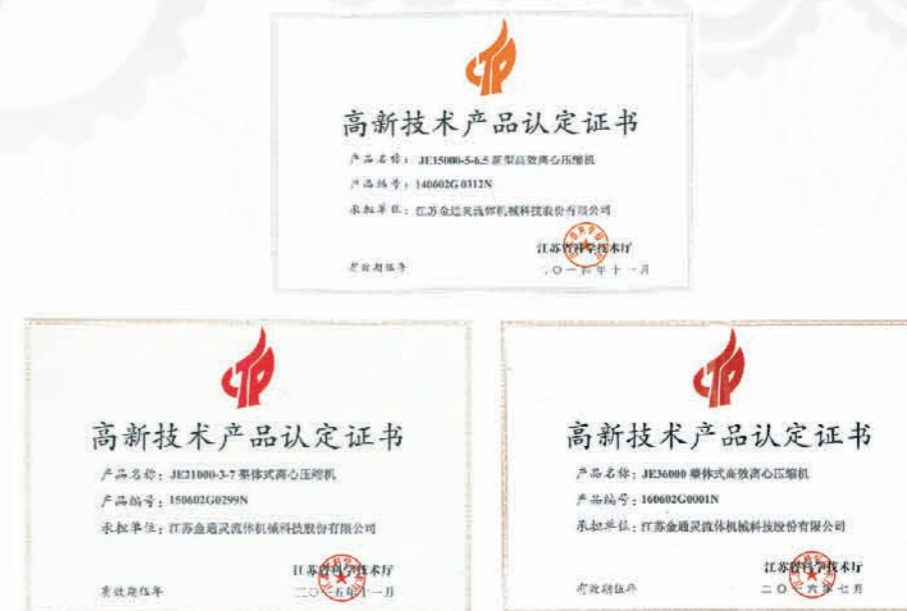 高新技术产品认定证书
产品名称：JE15000-5-6.5 新型高效离心压缩机
产品编号：140602G0312N
承担单位：江苏金通灵流体机械科技股份有限公司
江苏省科学技术厅
有效期伍年
二〇一四年十一月
高新技术产品认定证书
产品名称：JE21000-3-7 整体式离心压缩机
产品编号：150602G0299N
承担单位：江苏金通灵流体机械科技股份有限公司
江苏省科学技术厅
有效期伍年
二〇一五年十一月
高新技术产品认定证书
产品名称：JE36000 整体式高效离心压缩机
产品编号：160602G0001N
承担单位：江苏金通灵流体机械科技股份有限公司
江苏省科学技术厅
有效期伍年
二〇一六年七月